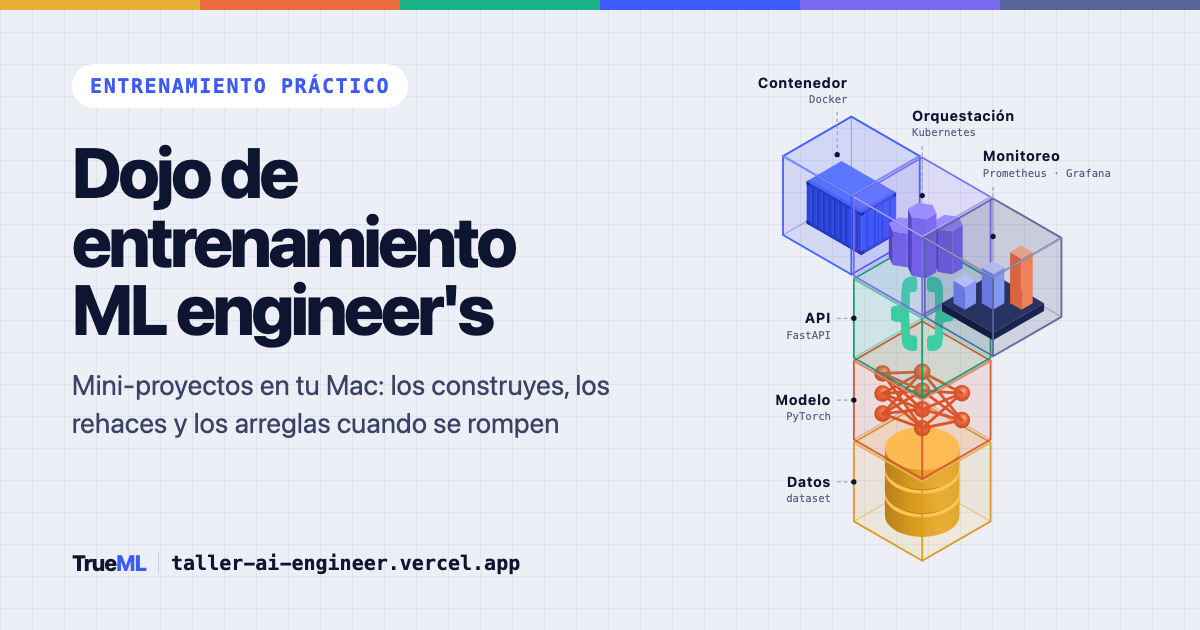 ENTRENAMIENTO PRÁCTICO
Dojo de
entrenamiento
ML engineer's
Mini-proyectos en tu Mac: los construyes, los
rehaces y los arreglas cuando se rompen
TrueML
taller-ai-engineer.vercel.app
Contenedor
Docker
Orquestación
Kubernetes
Monitoreo
Prometheus · Grafana
API
FastAPI
Modelo
PyTorch
Datos
dataset